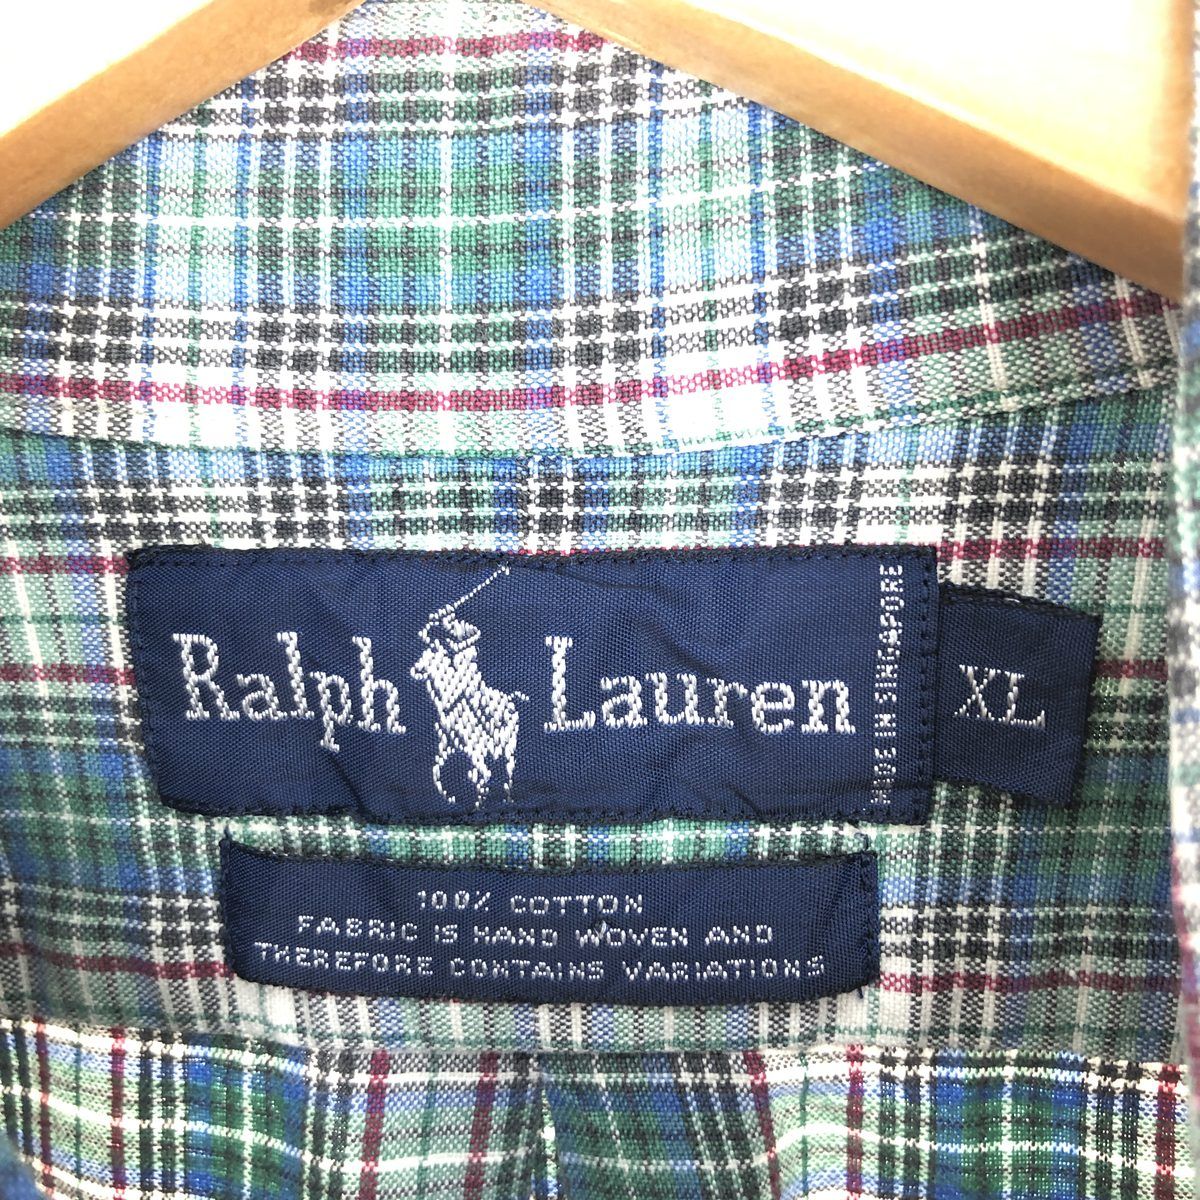 Ralph Lauren
MADE IN SINGAPORE
XL
100% COTTON
FABRIC IS HAND WOVEN AND
THEREFORE CONTAINS VARIATIONS